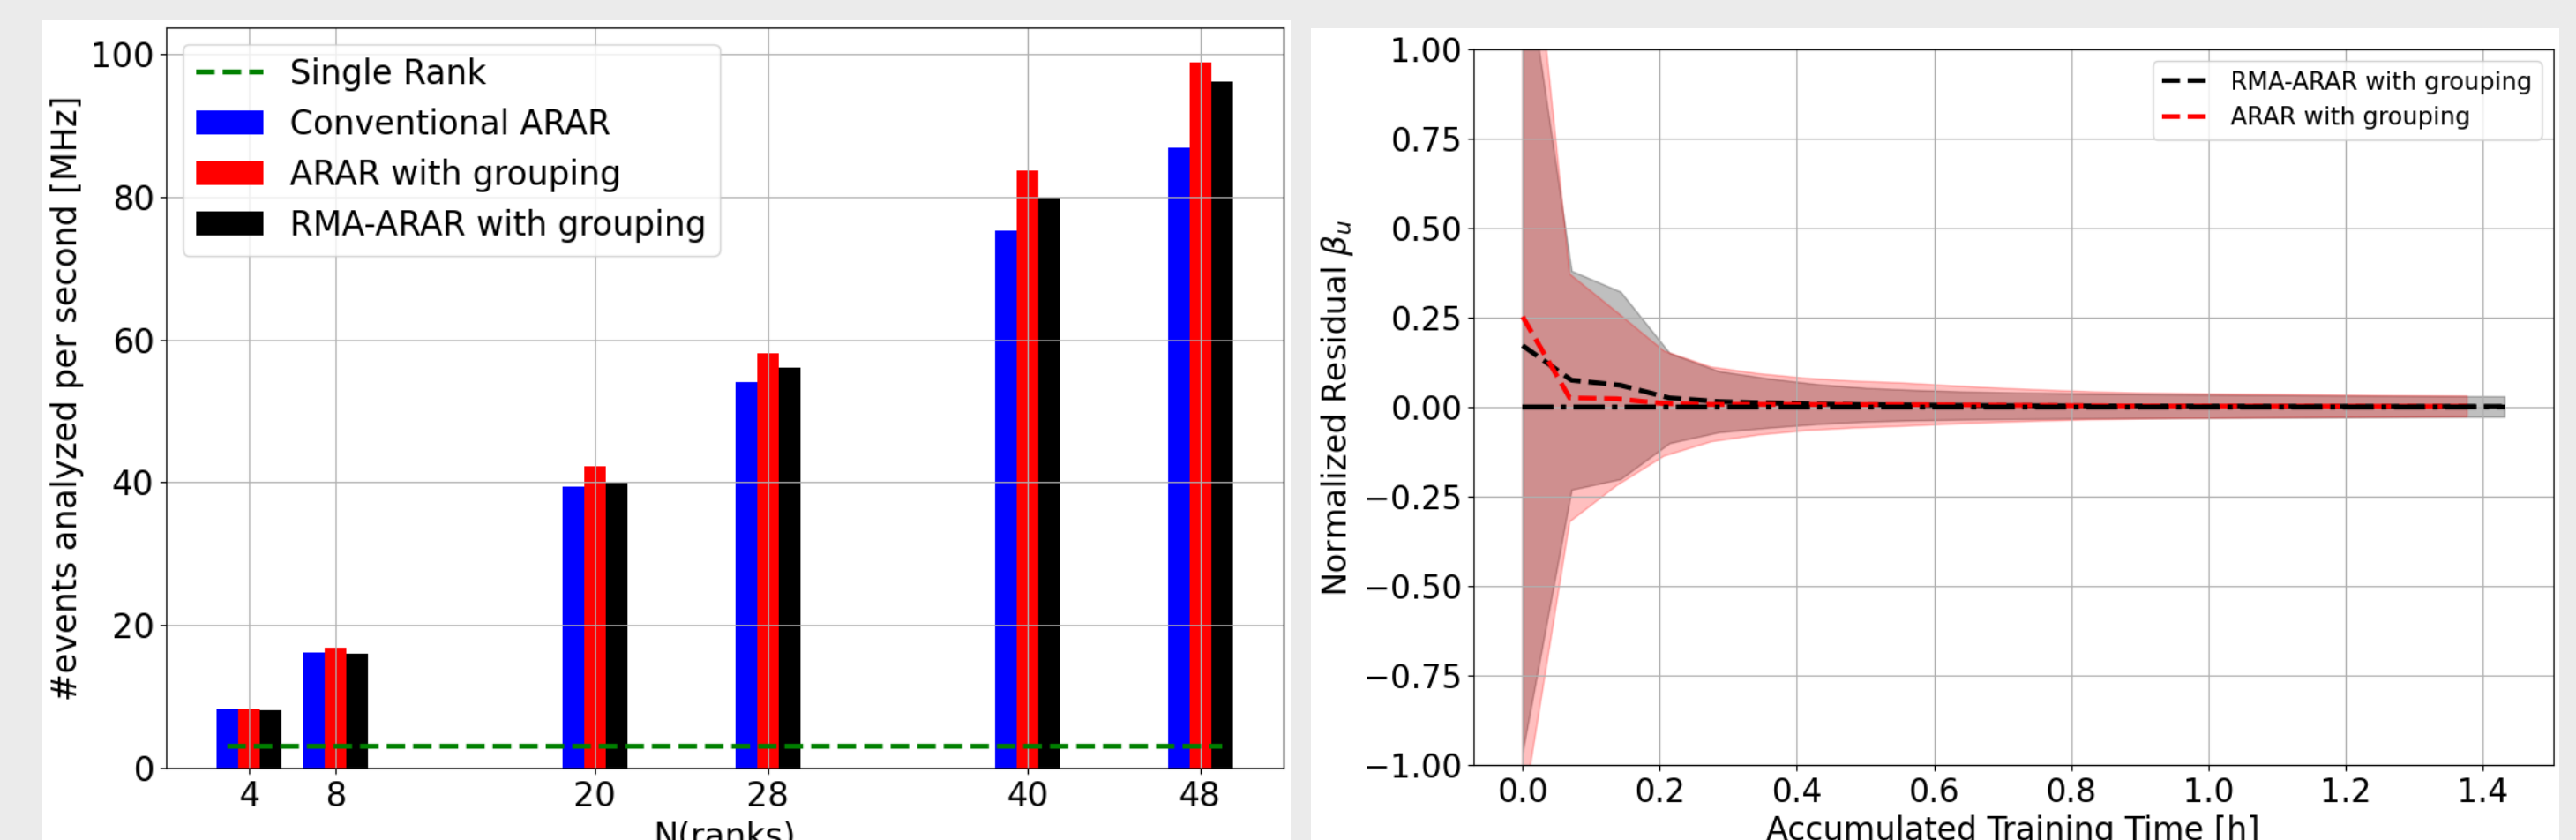 #events analyzed per second [MHz]
100
80
60
40
20
0
Single Rank
Conventional ARAR
ARAR with grouping
RMA-ARAR with grouping
4 8 20 28 40 48
N(ranks)
Normalized Residual βu
1.00
0.75
0.50
0.25
0.00
−0.25
−0.50
−0.75
−1.00
RMA-ARAR with grouping
ARAR with grouping
0.0 0.2 0.4 0.6 0.8 1.0 1.2 1.4
Accumulated Training Time [h]